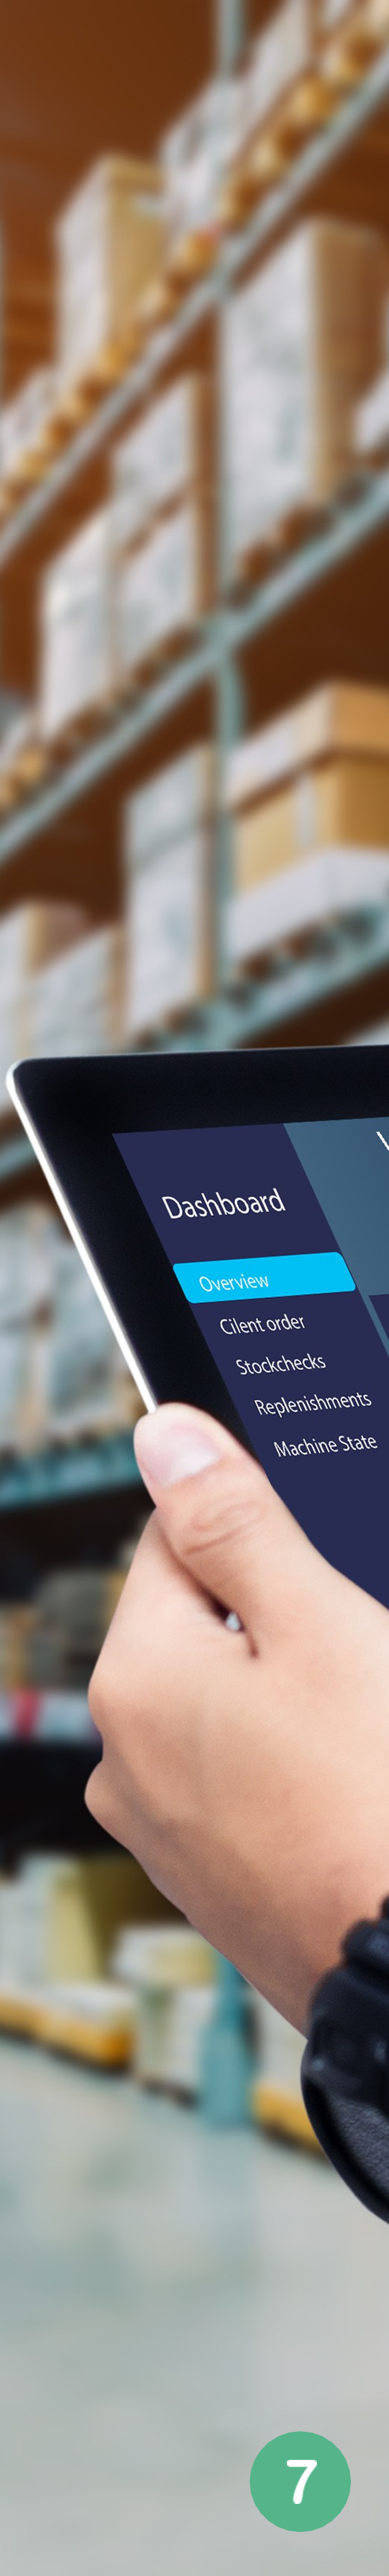 Dashboard
Overview
Cilent order
Stockchecks
Replenishments
Machine State
7